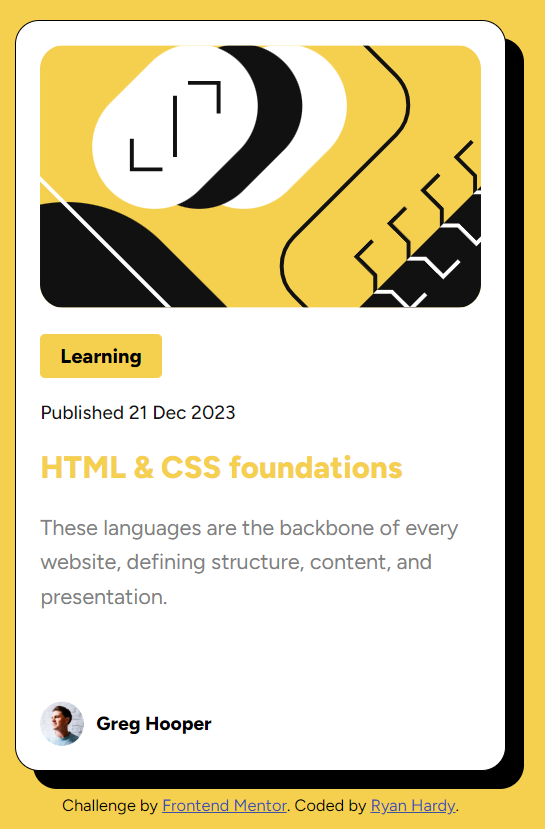 Learning
Published 21 Dec 2023
HTML & CSS foundations
These languages are the backbone of every
website, defining structure, content, and
presentation.
Greg Hooper
Challenge by Frontend Mentor. Coded by Ryan Hardy.